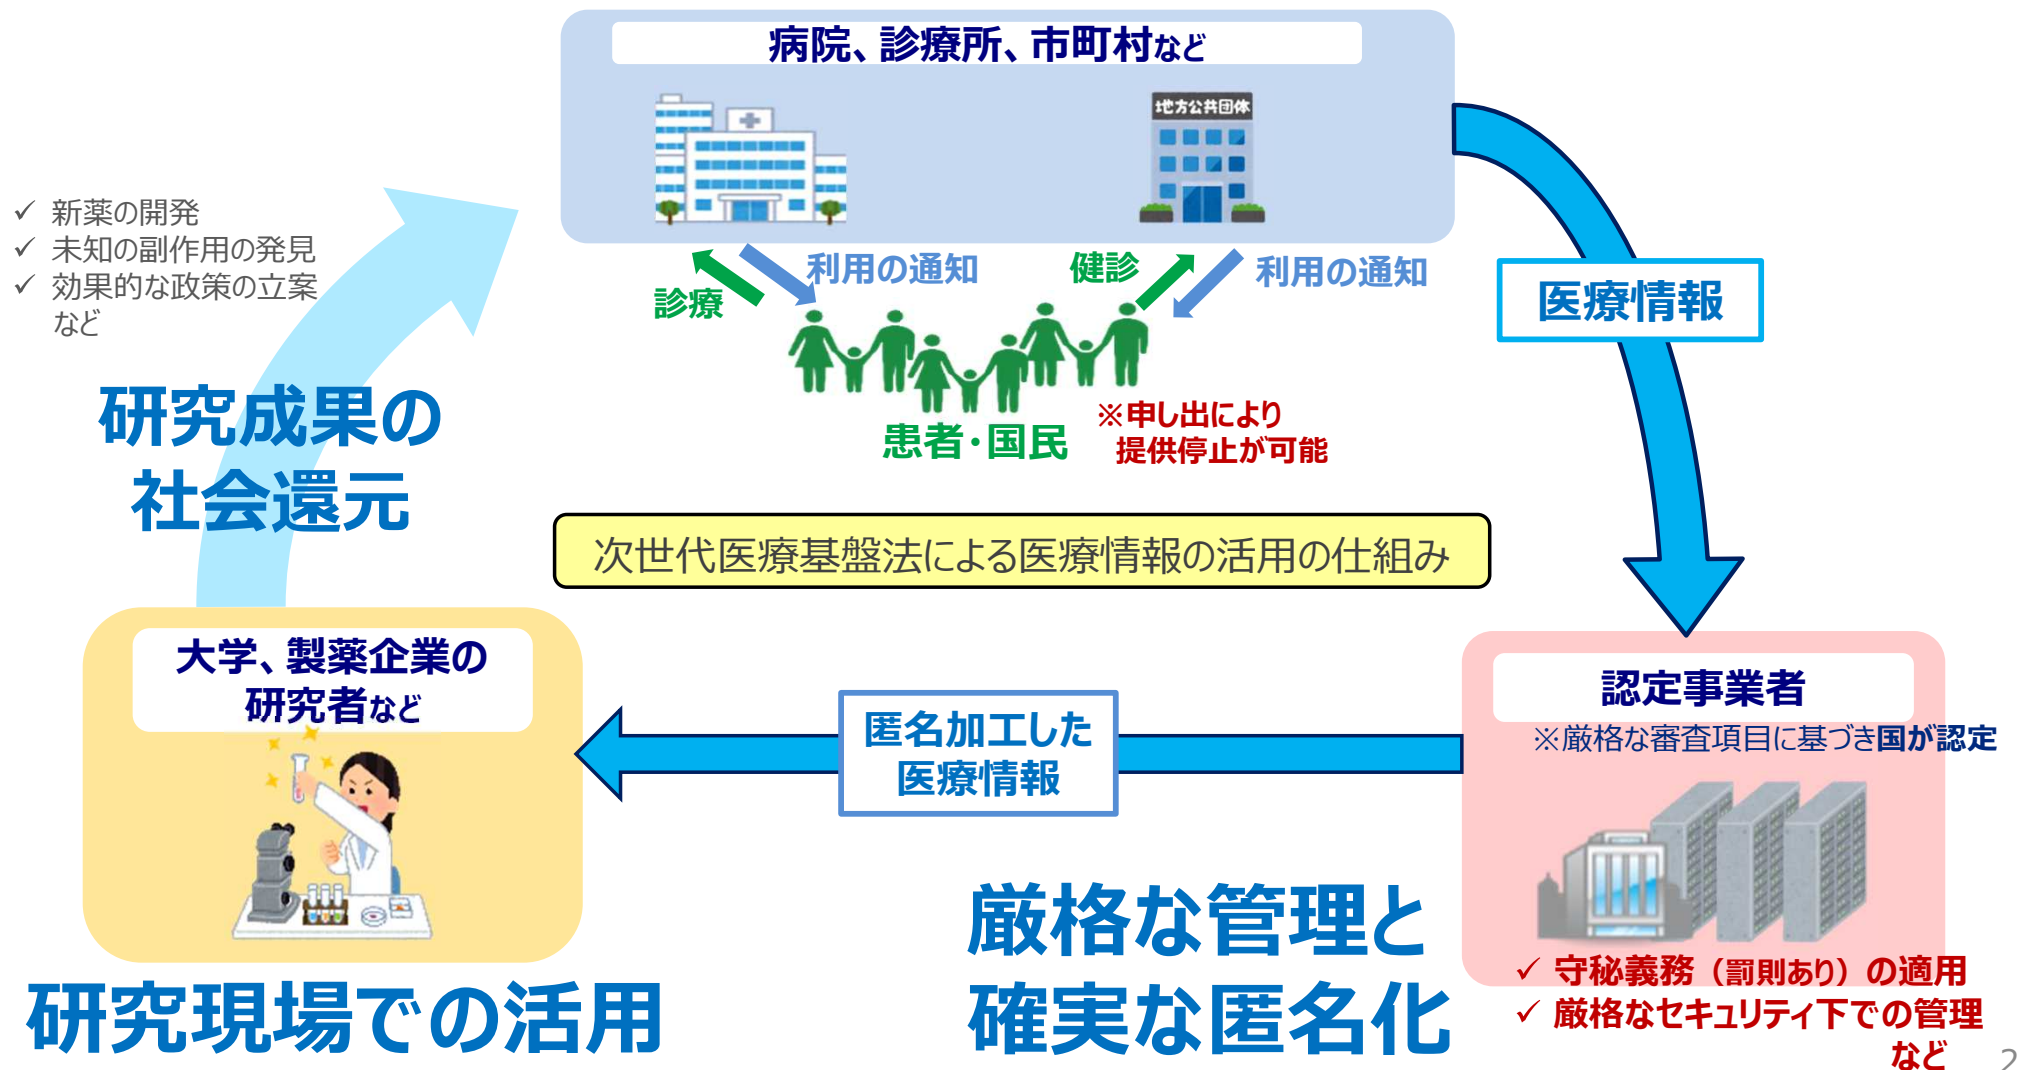 病院、診療所、市町村など
地方公共団体
✓ 新薬の開発
✓ 未知の副作用の発見
✓ 効果的な政策の立案
など
診療
利用の通知
健診
利用の通知
医療情報
患者・国民
※申し出により
提供停止が可能
研究成果の
社会還元
次世代医療基盤法による医療情報の活用の仕組み
大学、製薬企業の
研究者など
匿名加工した
医療情報
認定事業者
※厳格な審査項目に基づき国が認定
厳格な管理と
確実な匿名化
✓ 守秘義務（罰則あり）の適用
✓ 厳格なセキュリティ下での管理
など
研究現場での活用
2